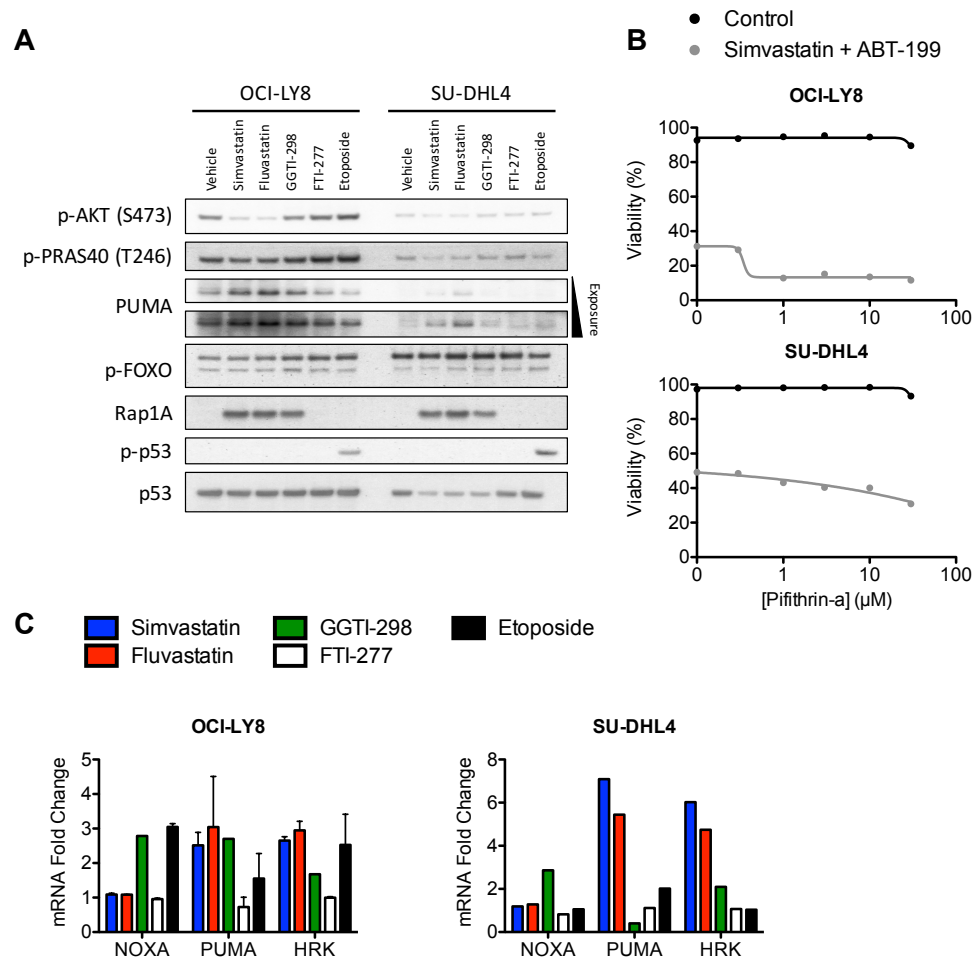 A
OCI-LY8 SU-DHL4
Vehicle Simvastatin Fluvastatin GGTI-298 FTI-277 Etoposide Vehicle Simvastatin Fluvastatin GGTI-298 FTI-277 Etoposide
p-AKT (S473)
p-PRAS40 (T246)
PUMA
Exposure
p-FOXO
Rap1A
p-p53
p53
B
Control
Simvastatin + ABT-199
OCI-LY8
Viability (%)
100
80
60
40
20
0
0 1 10 100
SU-DHL4
Viability (%)
100
80
60
40
20
0
0 1 10 100
[Pifithrin-a] (µM)
C
Simvastatin GGTI-298 Etoposide
Fluvastatin FTI-277
OCI-LY8
mRNA Fold Change
5
4
3
2
1
0
NOXA PUMA HRK
SU-DHL4
mRNA Fold Change
8
6
4
2
0
NOXA PUMA HRK